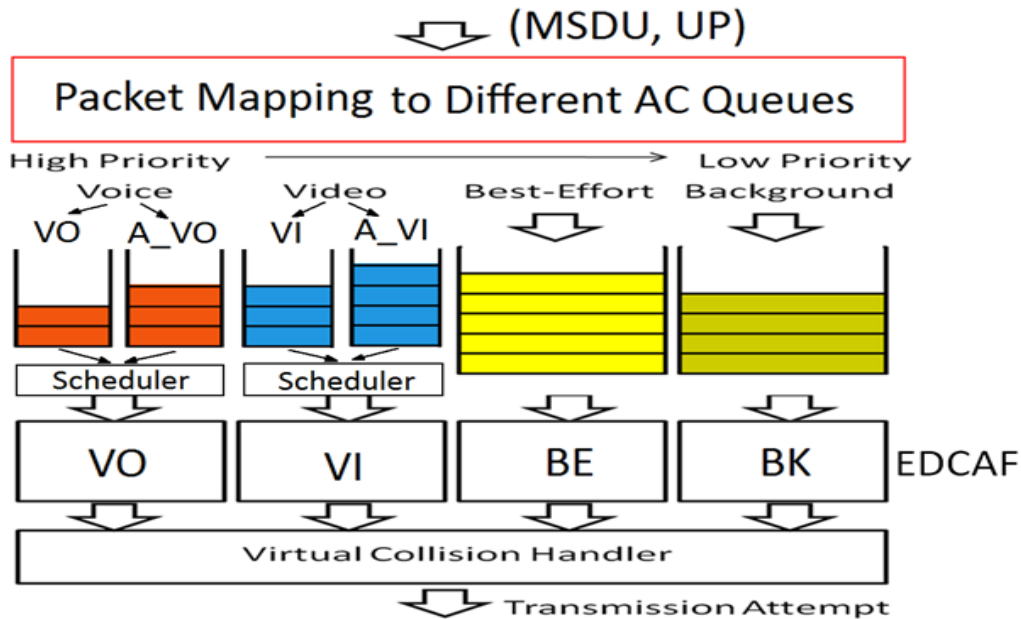 (MSDU, UP)
Packet Mapping to Different AC Queues
High Priority Low Priority
Voice Video Best-Effort Background
VO A_VO VI A_VI
Scheduler Scheduler
VO VI BE BK EDCAF
Virtual Collision Handler
Transmission Attempt